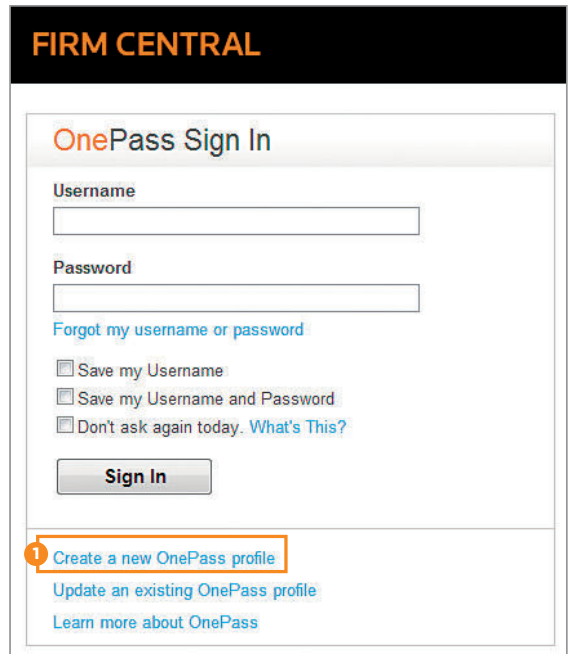 FIRM CENTRAL
OnePass Sign In
Username
Password
Forgot my username or password
Save my Username
Save my Username and Password
Don't ask again today. What's This?
Sign In
1 Create a new OnePass profile
Update an existing OnePass profile
Learn more about OnePass